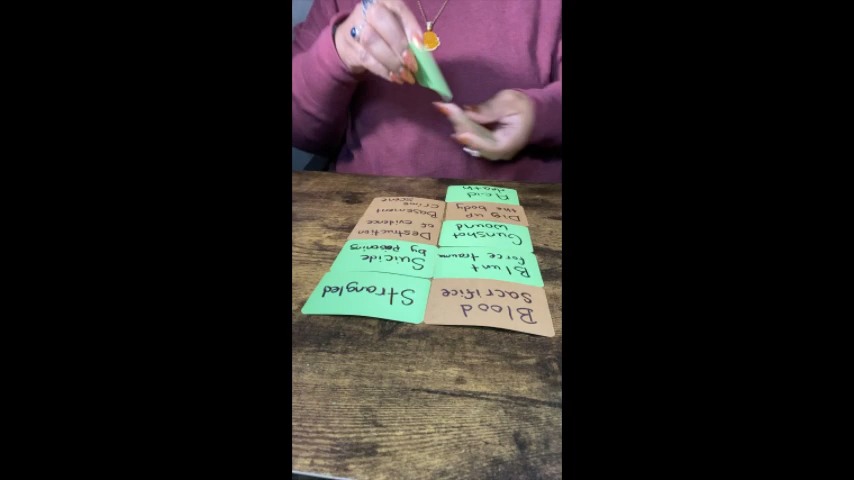 Blood
sacrifice
Strangled
Blunt
force trauma
Suicide
by poisoning
Gunshot
wound
Destruction
of evidence
Dig up
the body
Basement
crime
scene
Acid
death